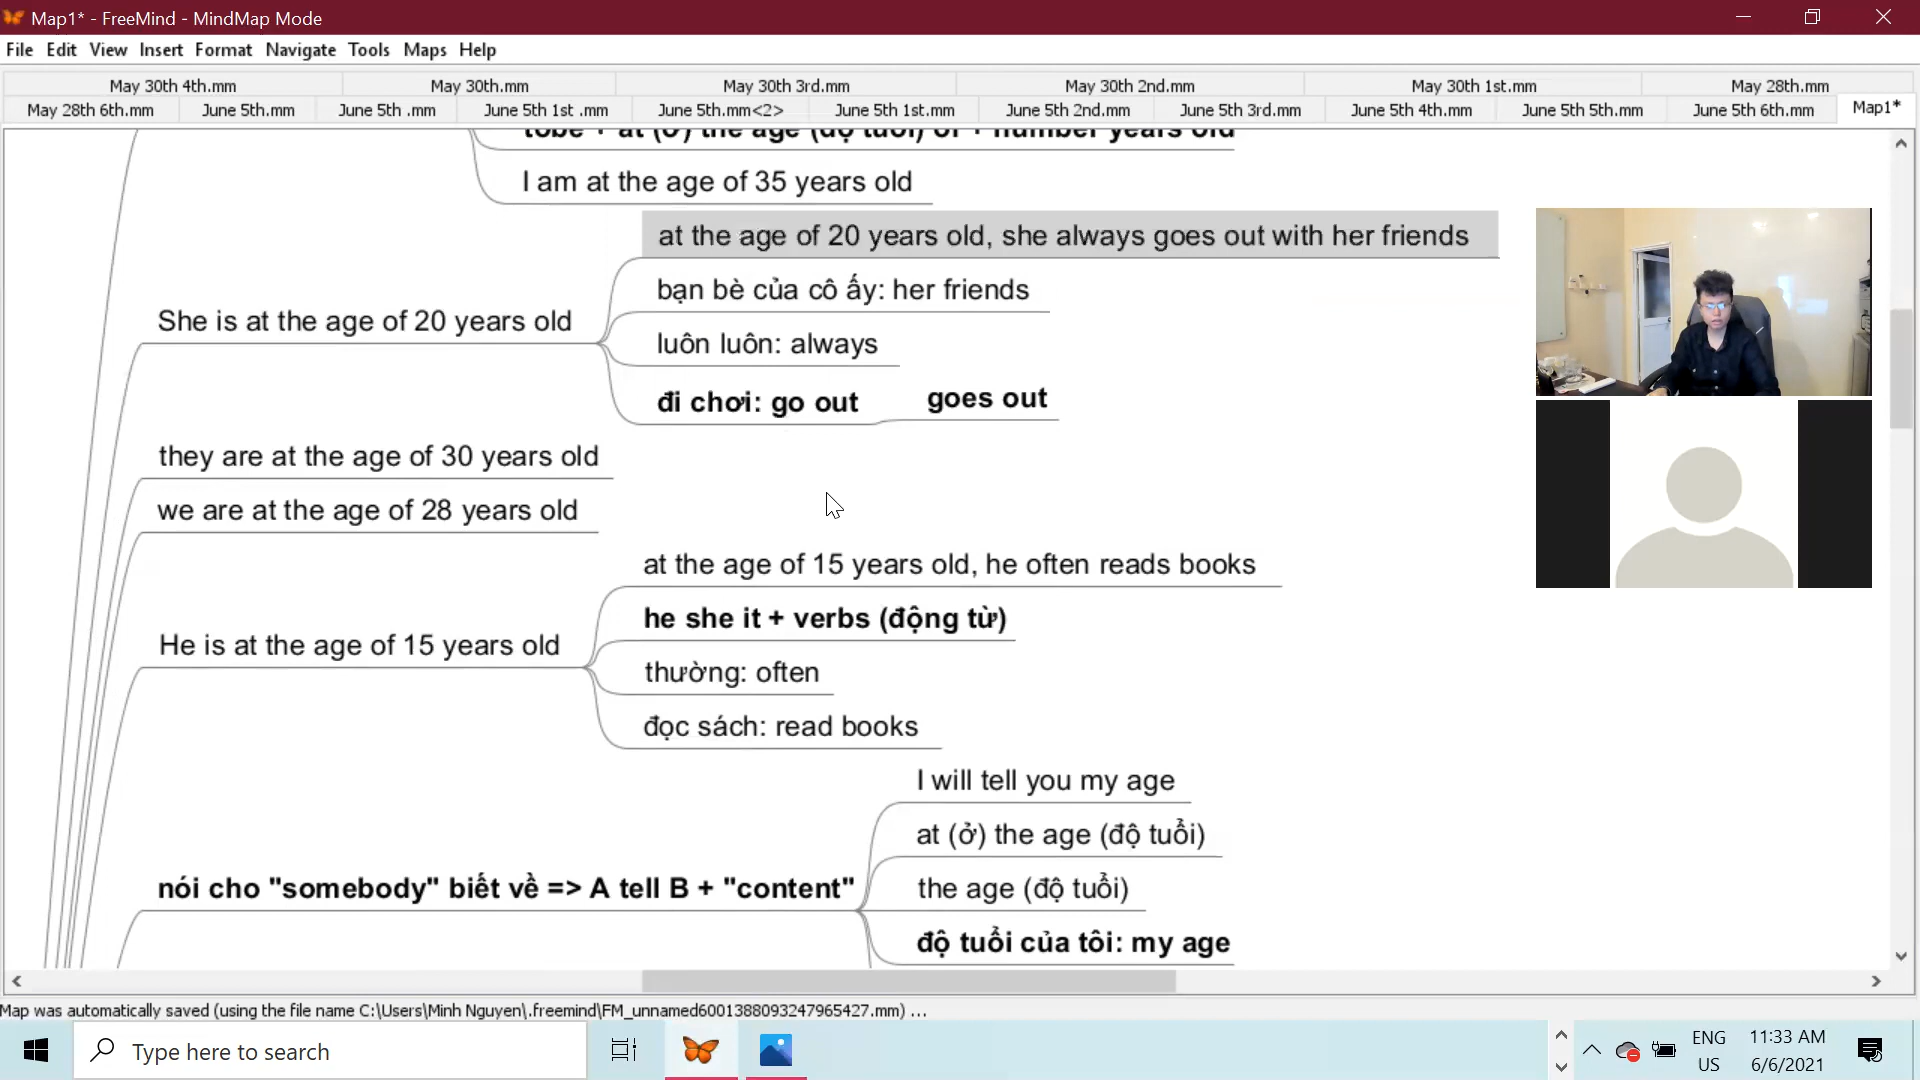 Map1* - FreeMind - MindMap Mode
File Edit View Insert Format Navigate Tools Maps Help
May 30th 4th.mm May 30th.mm May 30th 3rd.mm May 30th 2nd.mm May 30th 1st.mm May 28th.mm
May 28th 6th.mm June 5th.mm June 5th .mm June 5th 1st .mm June 5th.mm<2> June 5th 1st.mm June 5th 2nd.mm June 5th 3rd.mm June 5th 4th.mm June 5th 5th.mm June 5th 6th.mm Map1*
tobe + at (ở) the age (độ tuổi) of + number years old
I am at the age of 35 years old
She is at the age of 20 years old
at the age of 20 years old, she always goes out with her friends
bạn bè của cô ấy: her friends
luôn luôn: always
đi chơi: go out
goes out
they are at the age of 30 years old
we are at the age of 28 years old
He is at the age of 15 years old
at the age of 15 years old, he often reads books
he she it + verbs (động từ)
thường: often
đọc sách: read books
nói cho "somebody" biết về => A tell B + "content"
I will tell you my age
at (ở) the age (độ tuổi)
the age (độ tuổi)
độ tuổi của tôi: my age
Map was automatically saved (using the file name C:\Users\Minh Nguyen\.freemind\FM_unnamed6001388093247965427.mm) ...
Type here to search
ENG
US
11:33 AM
6/6/2021